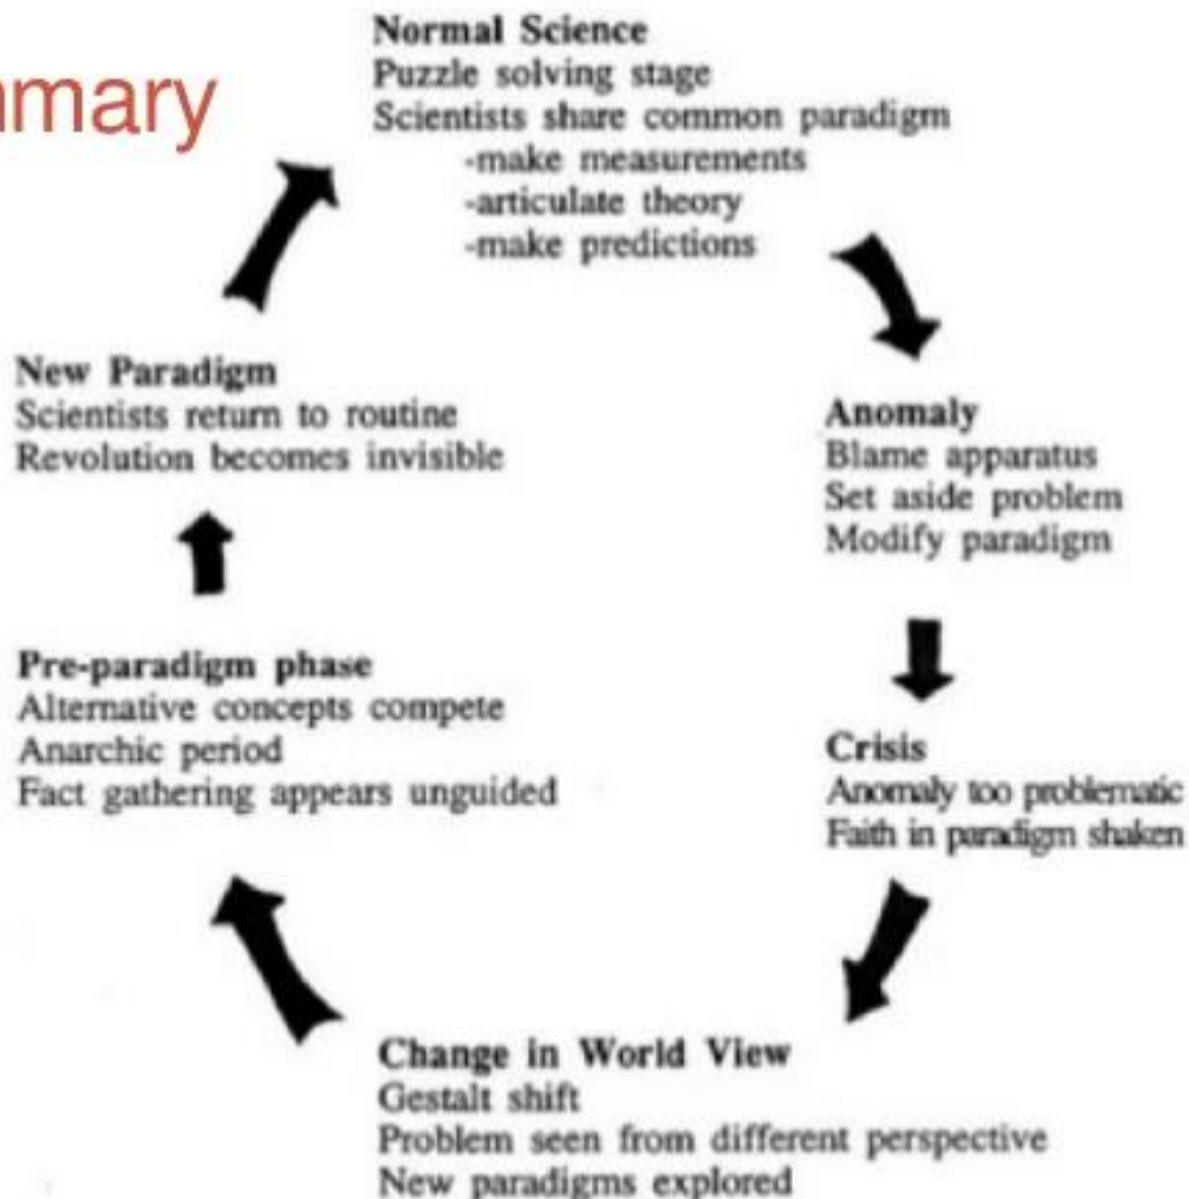 mmary
Normal Science
Puzzle solving stage
Scientists share common paradigm
-make measurements
-articulate theory
-make predictions
Anomaly
Blame apparatus
Set aside problem
Modify paradigm
Crisis
Anomaly too problematic
Faith in paradigm shaken
Change in World View
Gestalt shift
Problem seen from different perspective
New paradigms explored
Pre-paradigm phase
Alternative concepts compete
Anarchic period
Fact gathering appears unguided
New Paradigm
Scientists return to routine
Revolution becomes invisible